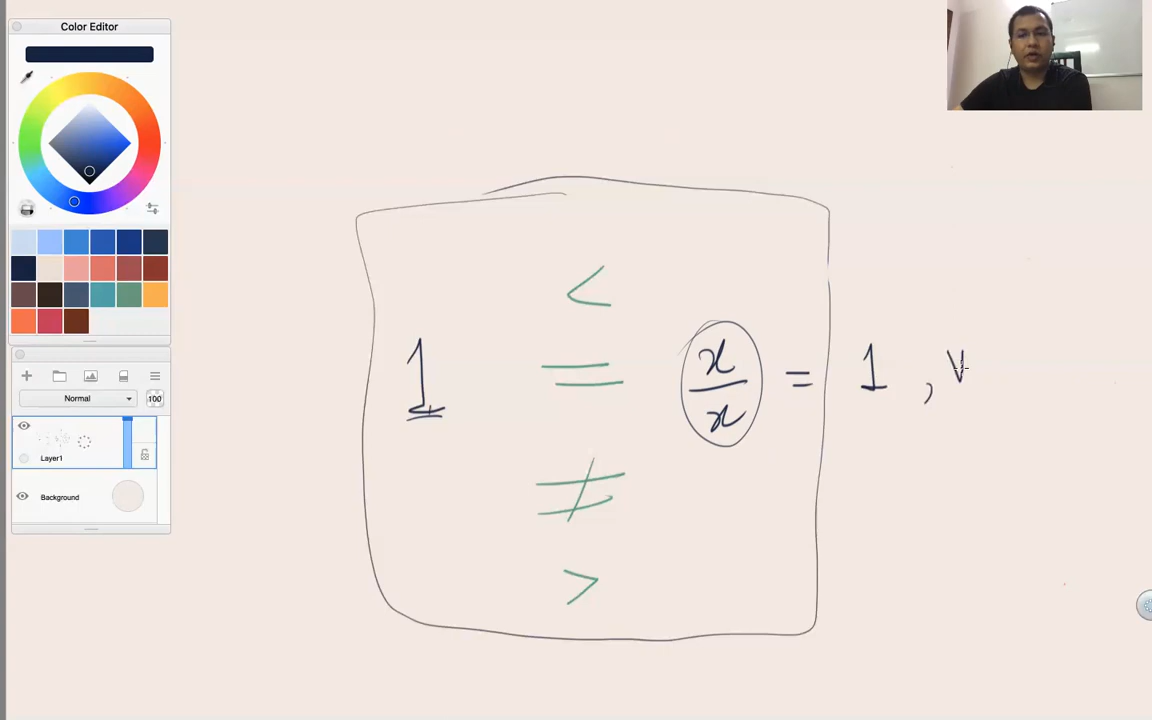 Color Editor
Normal
100
Layer1
Background
<
1 = x/x = 1 , ∀
≠
>